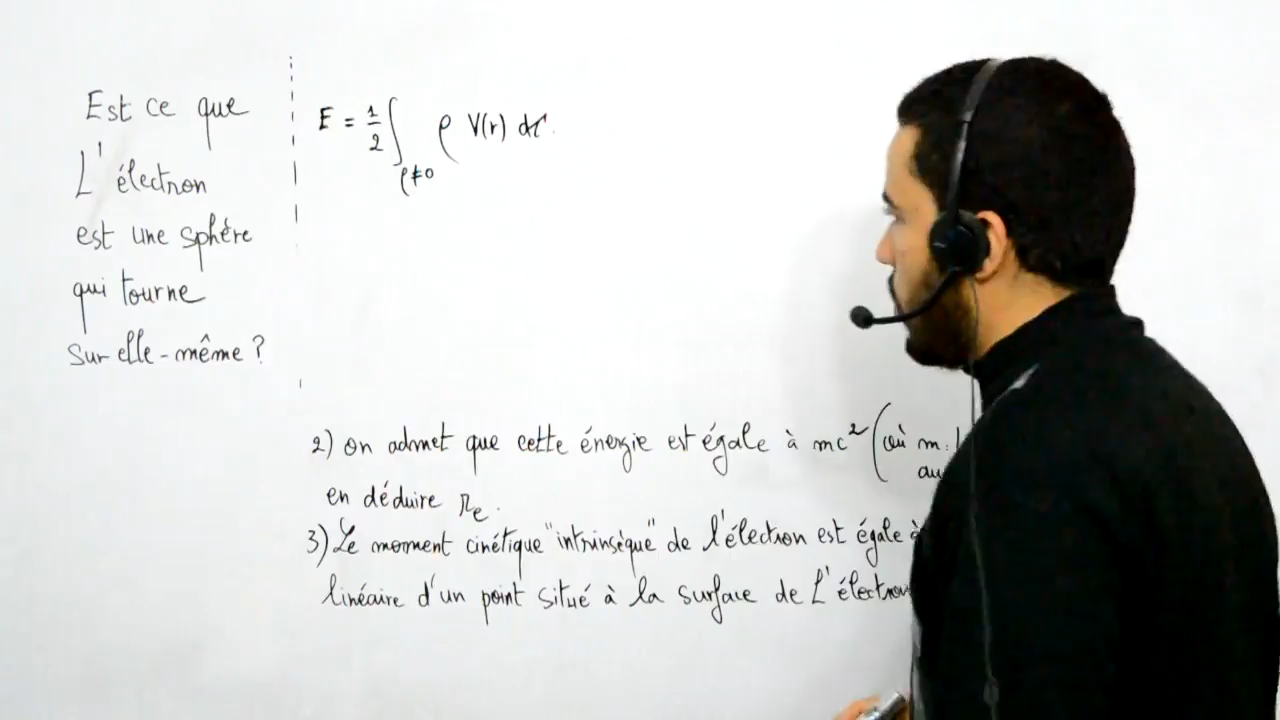 Est ce que
L'électron
est une sphére
qui tourne
sur elle-même ?
E = 1/2 ∫ρ≠0 ρ V(r) dτ.
2) on admet que cette énergie est égale à mc² (où m
en déduire re.
3) Le moment cinétique "intrinsèque" de l'électron est égale à
linéaire d'un point situé à la surface de L'électron